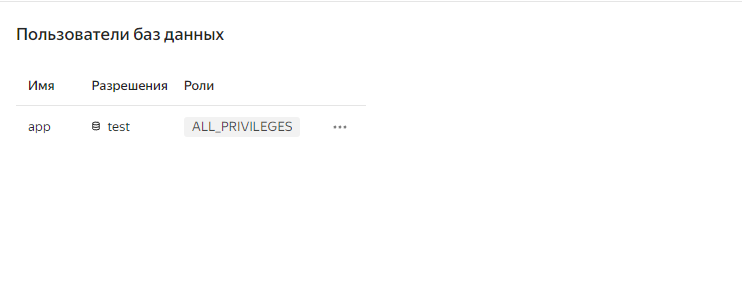 Пользователи баз данных
Имя Разрешения Роли
app test ALL_PRIVILEGES